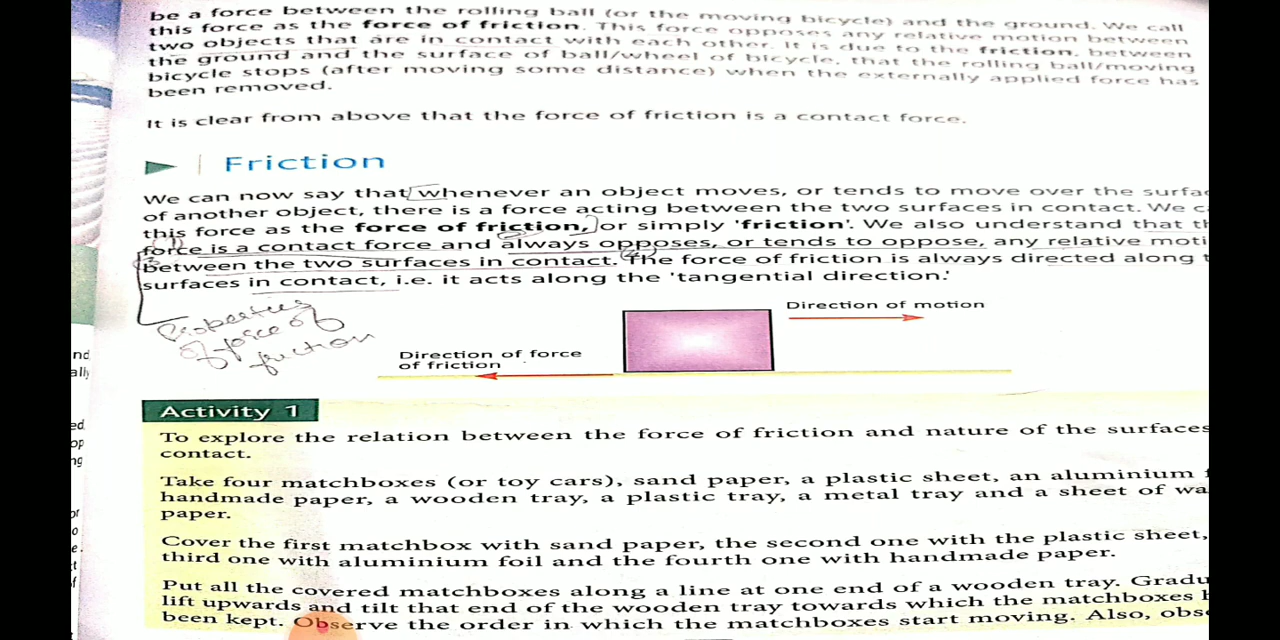 be a force between the rolling ball (or the moving bicycle) and the ground. We call
this force as the force of friction. This force opposes any relative motion between
two objects that are in contact with each other. It is due to the friction, between
the ground and the surface of ball/wheel of bicycle, that the rolling ball/moving
bicycle stops (after moving some distance) when the externally applied force has
been removed.
It is clear from above that the force of friction is a contact force.
Friction
We can now say that whenever an object moves, or tends to move over the surfa
of another object, there is a force acting between the two surfaces in contact. We c
this force as the force of friction, or simply 'friction'. We also understand that th
force is a contact force and always opposes, or tends to oppose, any relative moti
between the two surfaces in contact. The force of friction is always directed along t
surfaces in contact, i.e. it acts along the 'tangential direction.'
Properties
of force of
friction
Direction of motion
Direction of force
of friction
nd
ally
ed
op
ng
or
o
e.
t
f
Activity 1
To explore the relation between the force of friction and nature of the surfaces
contact.
Take four matchboxes (or toy cars), sand paper, a plastic sheet, an aluminium f
handmade paper, a wooden tray, a plastic tray, a metal tray and a sheet of wa
paper.
Cover the first matchbox with sand paper, the second one with the plastic sheet,
third one with aluminium foil and the fourth one with handmade paper.
Put all the covered matchboxes along a line at one end of a wooden tray. Gradu
lift upwards and tilt that end of the wooden tray towards which the matchboxes h
been kept. Observe the order in which the matchboxes start moving. Also, obse